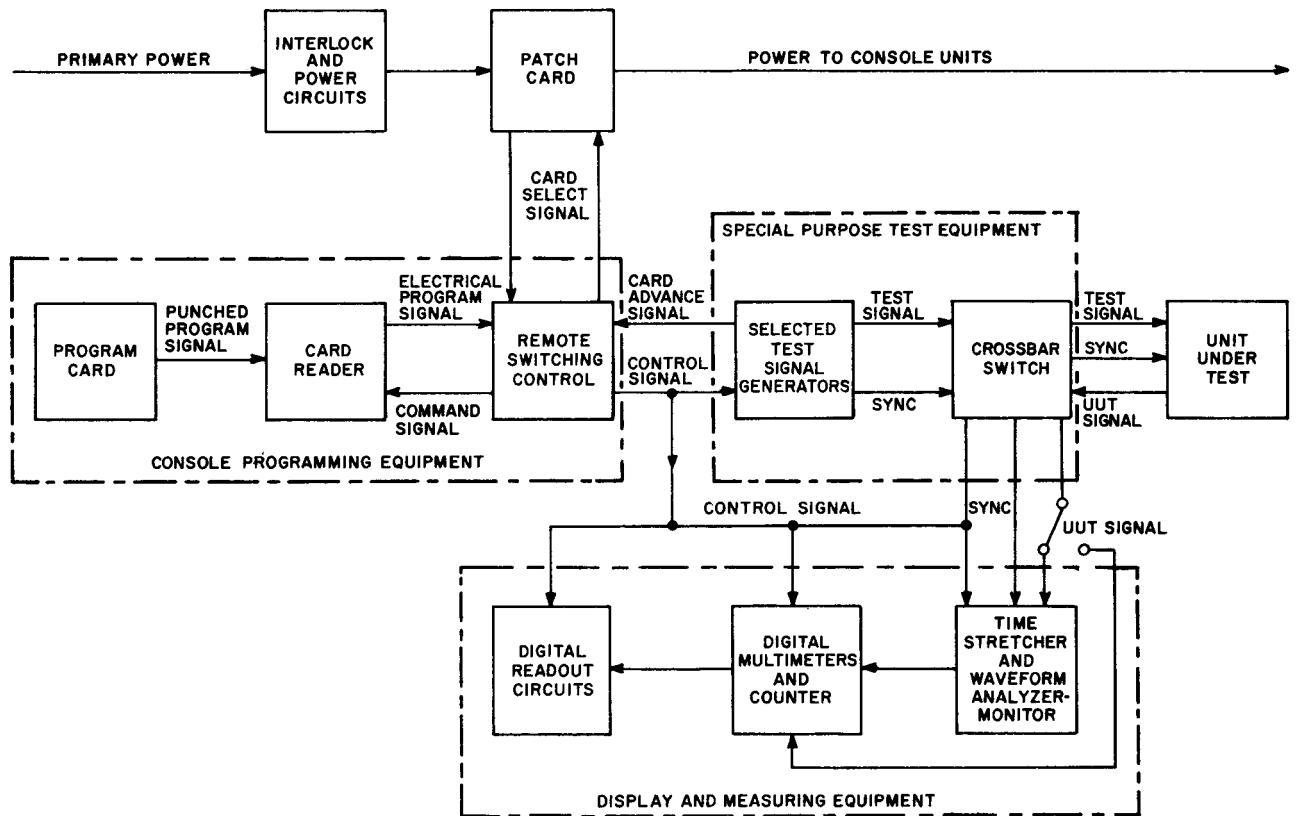 PRIMARY POWER
INTERLOCK
AND
POWER
CIRCUITS
PATCH
CARD
POWER TO CONSOLE UNITS
CARD
SELECT
SIGNAL
SPECIAL PURPOSE TEST EQUIPMENT
PROGRAM
CARD
PUNCHED
PROGRAM
SIGNAL
CARD
READER
ELECTRICAL
PROGRAM
SIGNAL
COMMAND
SIGNAL
REMOTE
SWITCHING
CONTROL
CARD
ADVANCE
SIGNAL
CONTROL
SIGNAL
SELECTED
TEST
SIGNAL
GENERATORS
TEST
SIGNAL
SYNC
CROSSBAR
SWITCH
TEST
SIGNAL
SYNC
UUT
SIGNAL
UNIT
UNDER
TEST
CONSOLE PROGRAMMING EQUIPMENT
CONTROL SIGNAL
SYNC
UUT SIGNAL
DIGITAL
READOUT
CIRCUITS
DIGITAL
MULTIMETERS
AND
COUNTER
TIME
STRETCHER
AND
WAVEFORM
ANALYZER-
MONITOR
DISPLAY AND MEASURING EQUIPMENT